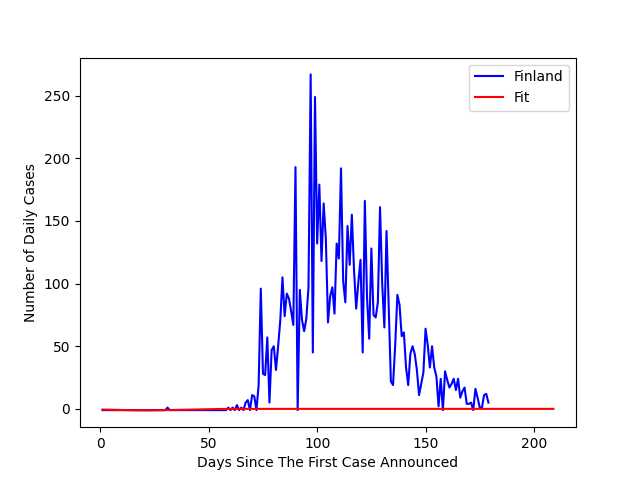 Finland
Fit
250
200
150
100
50
0
Number of Daily Cases
0 50 100 150 200
Days Since The First Case Announced